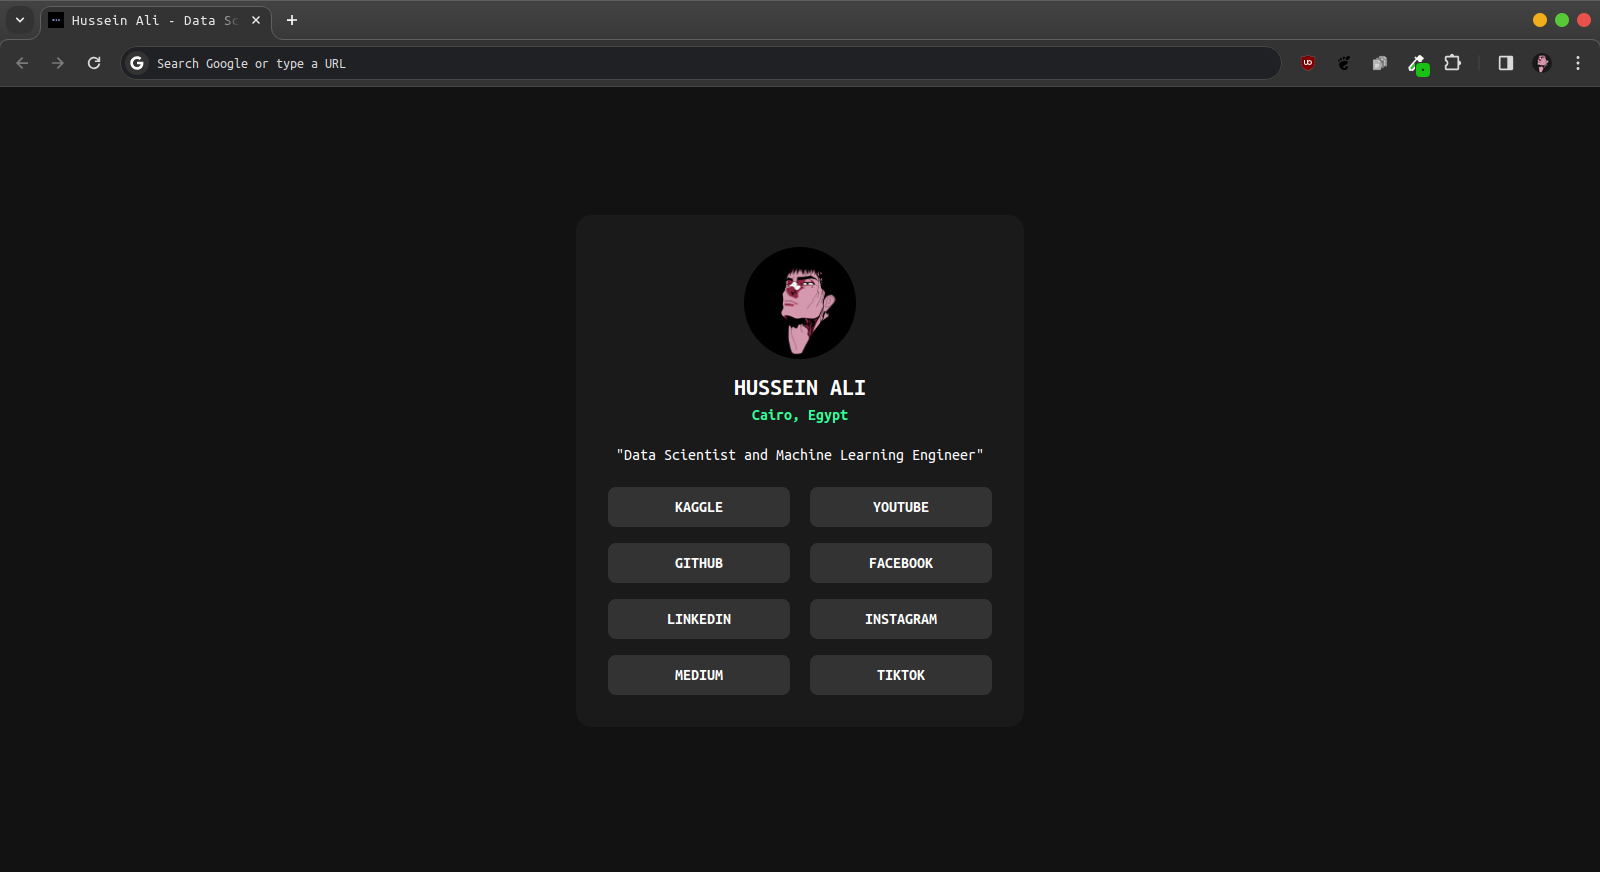 Hussein Ali - Data Sc
Search Google or type a URL
HUSSEIN ALI
Cairo, Egypt
"Data Scientist and Machine Learning Engineer"
KAGGLE YOUTUBE
GITHUB FACEBOOK
LINKEDIN INSTAGRAM
MEDIUM TIKTOK